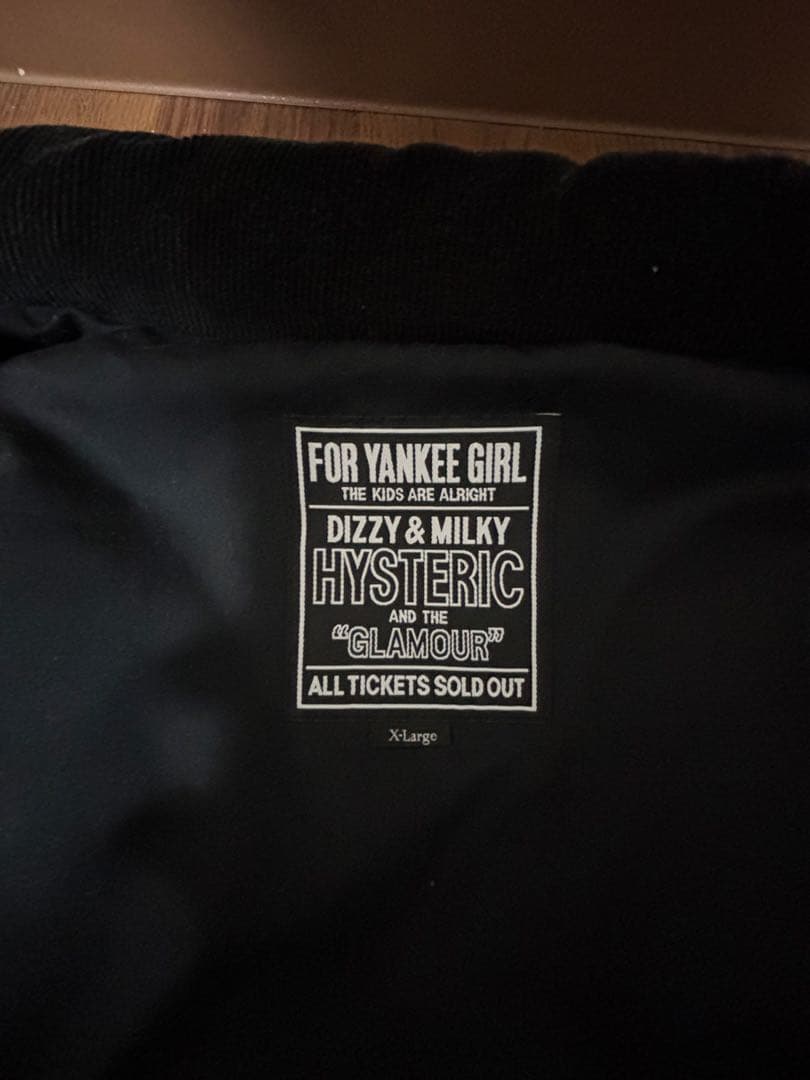 FOR YANKEE GIRL
THE KIDS ARE ALRIGHT
DIZZY & MILKY
HYSTERIC
AND THE
“GLAMOUR”
ALL TICKETS SOLD OUT
X-Large